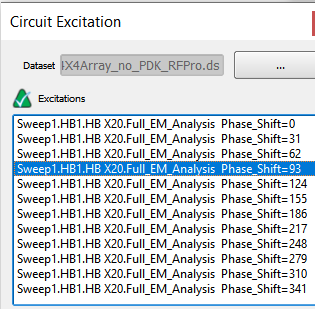 Circuit Excitation
Dataset
IX4Array_no_PDK_RFPro.ds
...
Excitations
Sweep1.HB1.HB X20.Full_EM_Analysis Phase_Shift=0
Sweep1.HB1.HB X20.Full_EM_Analysis Phase_Shift=31
Sweep1.HB1.HB X20.Full_EM_Analysis Phase_Shift=62
Sweep1.HB1.HB X20.Full_EM_Analysis Phase_Shift=93
Sweep1.HB1.HB X20.Full_EM_Analysis Phase_Shift=124
Sweep1.HB1.HB X20.Full_EM_Analysis Phase_Shift=155
Sweep1.HB1.HB X20.Full_EM_Analysis Phase_Shift=186
Sweep1.HB1.HB X20.Full_EM_Analysis Phase_Shift=217
Sweep1.HB1.HB X20.Full_EM_Analysis Phase_Shift=248
Sweep1.HB1.HB X20.Full_EM_Analysis Phase_Shift=279
Sweep1.HB1.HB X20.Full_EM_Analysis Phase_Shift=310
Sweep1.HB1.HB X20.Full_EM_Analysis Phase_Shift=341